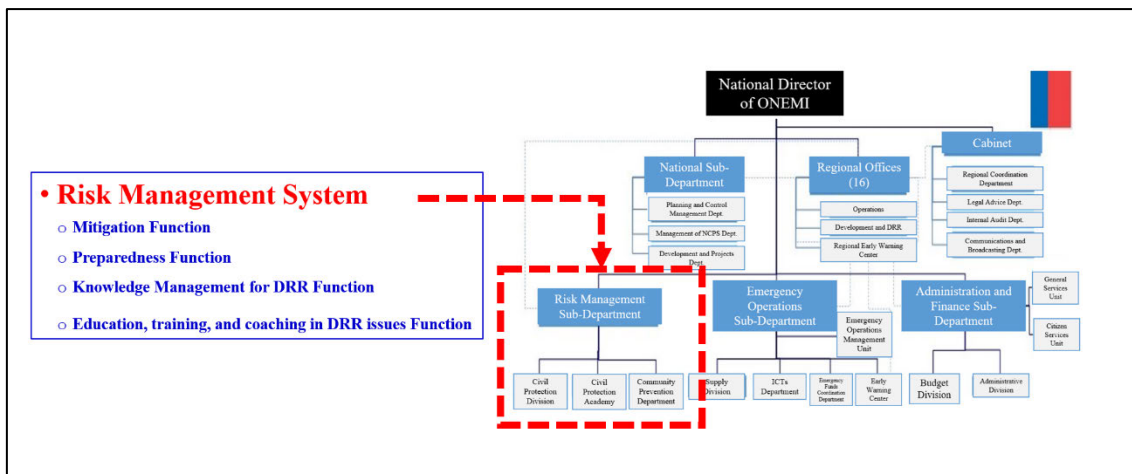 • Risk Management System
o Mitigation Function
o Preparedness Function
o Knowledge Management for DRR Function
o Education, training, and coaching in DRR issues Function
National Director
of ONEMI
Cabinet
Regional Coordination
Department
Legal Advice Dept.
Internal Audit Dept.
Communications and
Broadcasting Dept.
National Sub-
Department
Planning and Control
Management Dept.
Management of NCPS Dept.
Development and Projects
Dept.
Regional Offices
(16)
Operations
Development and DRR
Regional Early Warning
Center
Risk Management
Sub-Department
Civil
Protection
Division
Civil
Protection
Academy
Community
Prevention
Department
Emergency
Operations
Sub-Department
Emergency
Operations
Management
Unit
Supply
Division
ICTs
Department
Emergency
Funds
Coordination
Department
Early
Warning
Center
Administration and
Finance Sub-
Department
General
Services
Unit
Citizen
Services
Unit
Budget
Division
Administrative
Division